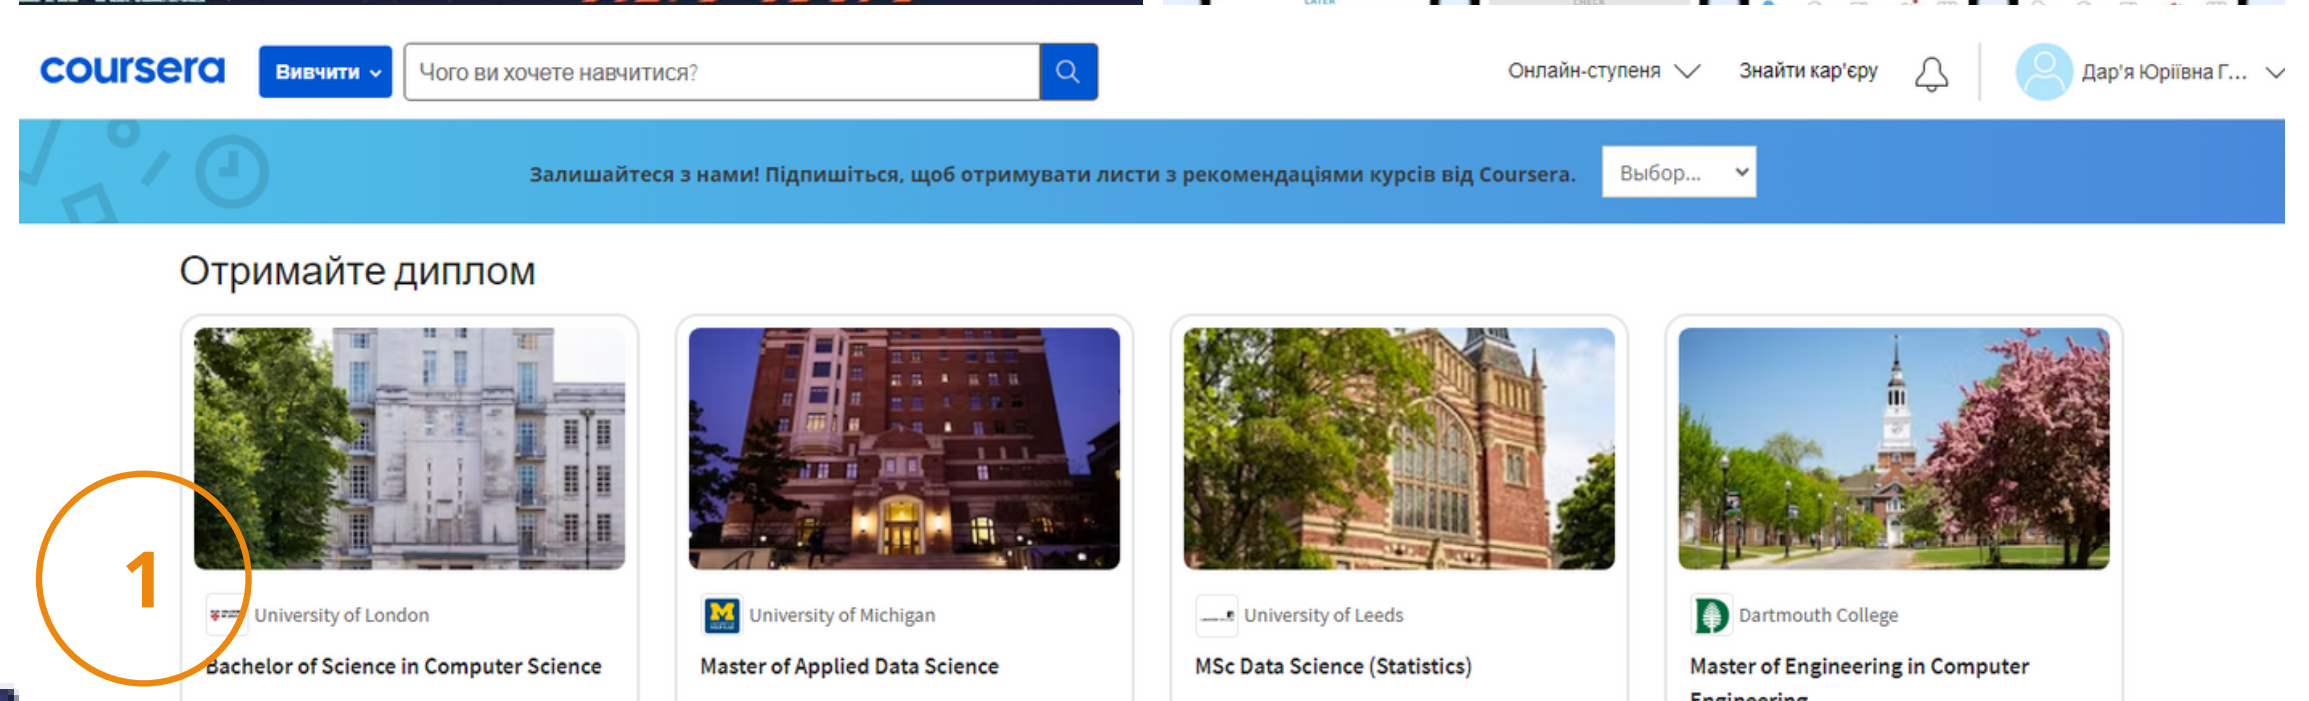 LATER
CHECK
coursera
Вивчити
Чого ви хочете навчитися?
Онлайн-ступеня
Знайти кар'єру
Дар'я Юріївна Г...
Залишайтеся з нами! Підпишіться, щоб отримувати листи з рекомендаціями курсів від Coursera.
Выбор...
Отримайте диплом
1
University of London
Bachelor of Science in Computer Science
University of Michigan
Master of Applied Data Science
University of Leeds
MSc Data Science (Statistics)
Dartmouth College
Master of Engineering in Computer
Engineering